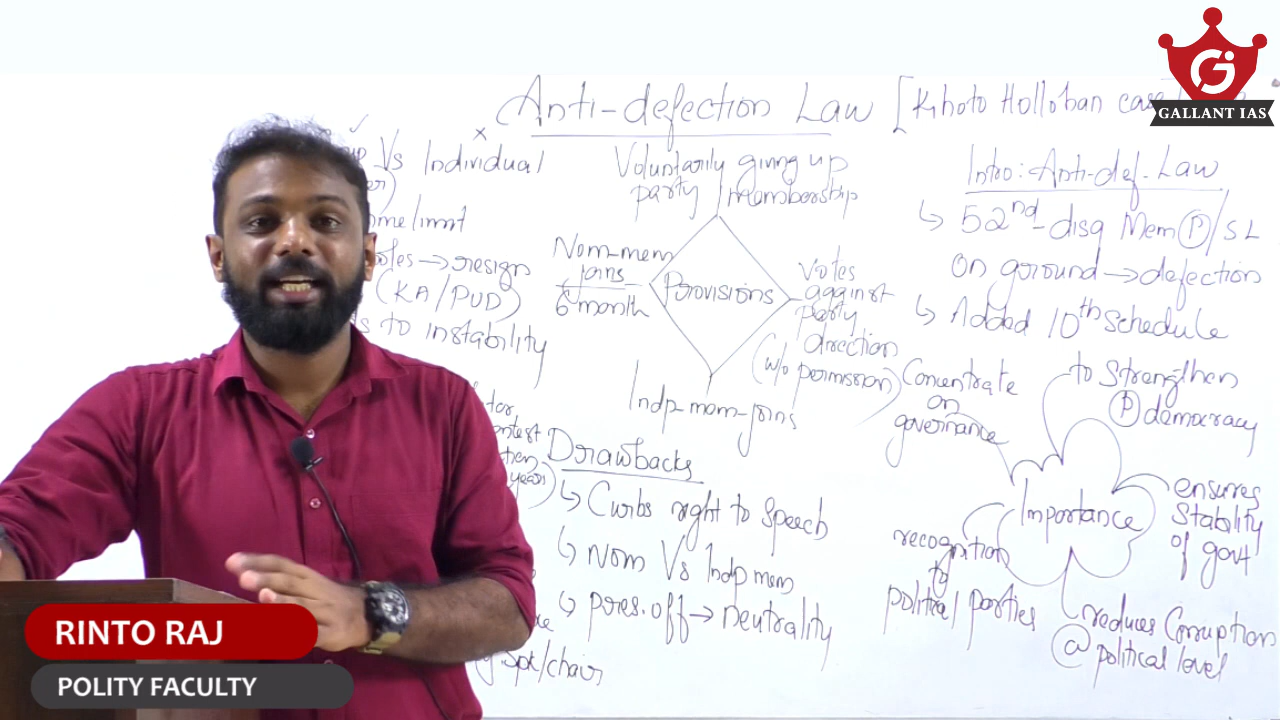 GALLANT IAS
Anti-defection Law [Kihoto Holloban case
Vs Individual
resign
(KA/PUD)
to instability
Provisions
Voluntarily giving up
party membership
Votes
against
party
direction
(w/o permission)
Indp-mem-joins
Nom-mem
joins
6 month
Drawbacks
↳ Curbs right to speech
↳ Nom Vs Indp mem
↳ pres.off → neutrality
spk/chair
Intro: Anti-def-Law
↳ 52nd - disq Mem (P)/SL
on ground → defection
↳ Added 10th schedule
Importance
to strengthen
(P) democracy
ensures
stability
of govt
reduces corruption
@ political level
recognition
to
political parties
Concentrate
on
governance
RINTO RAJ
POLITY FACULTY